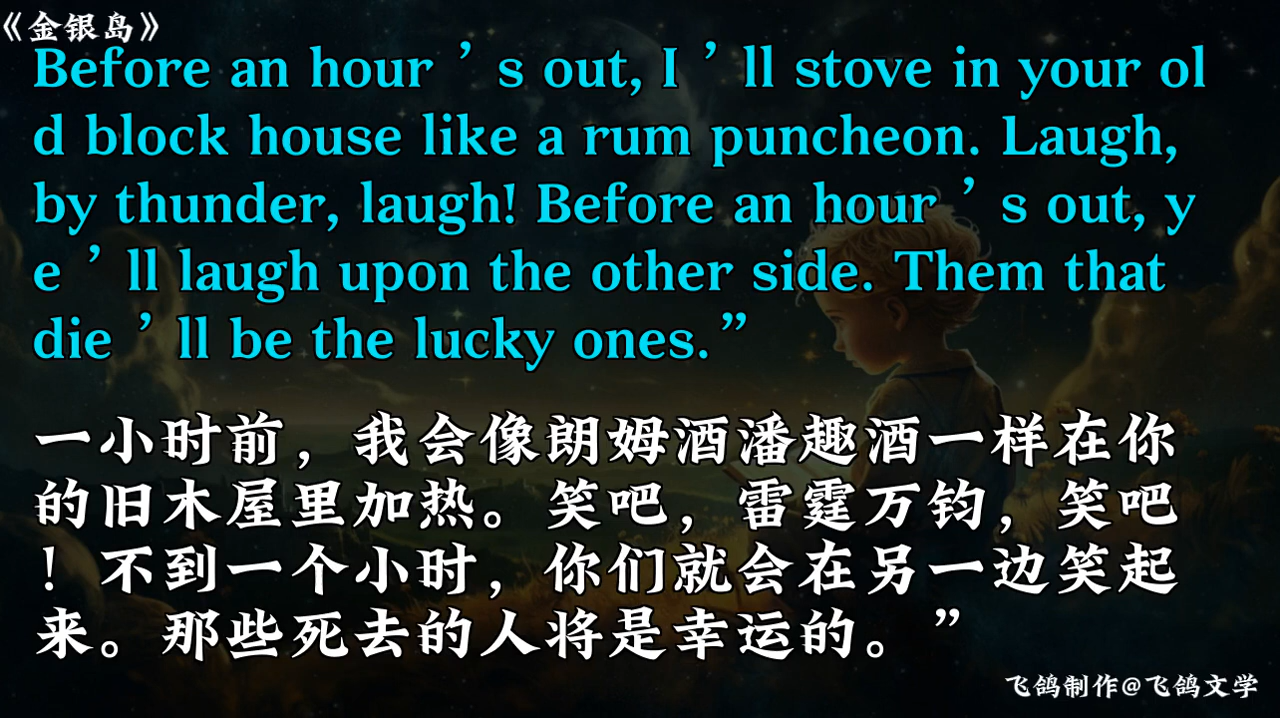 《金银岛》
Before an hour ’ s out, I ’ ll stove in your ol
d block house like a rum puncheon. Laugh,
by thunder, laugh! Before an hour ’ s out, y
e ’ ll laugh upon the other side. Them that
die ’ ll be the lucky ones.”
一小时前，我会像朗姆酒潘趣酒一样在你
的旧木屋里加热。笑吧，雷霆万钧，笑吧
！不到一个小时，你们就会在另一边笑起
来。那些死去的人将是幸运的。”
飞鸽制作@飞鸽文学